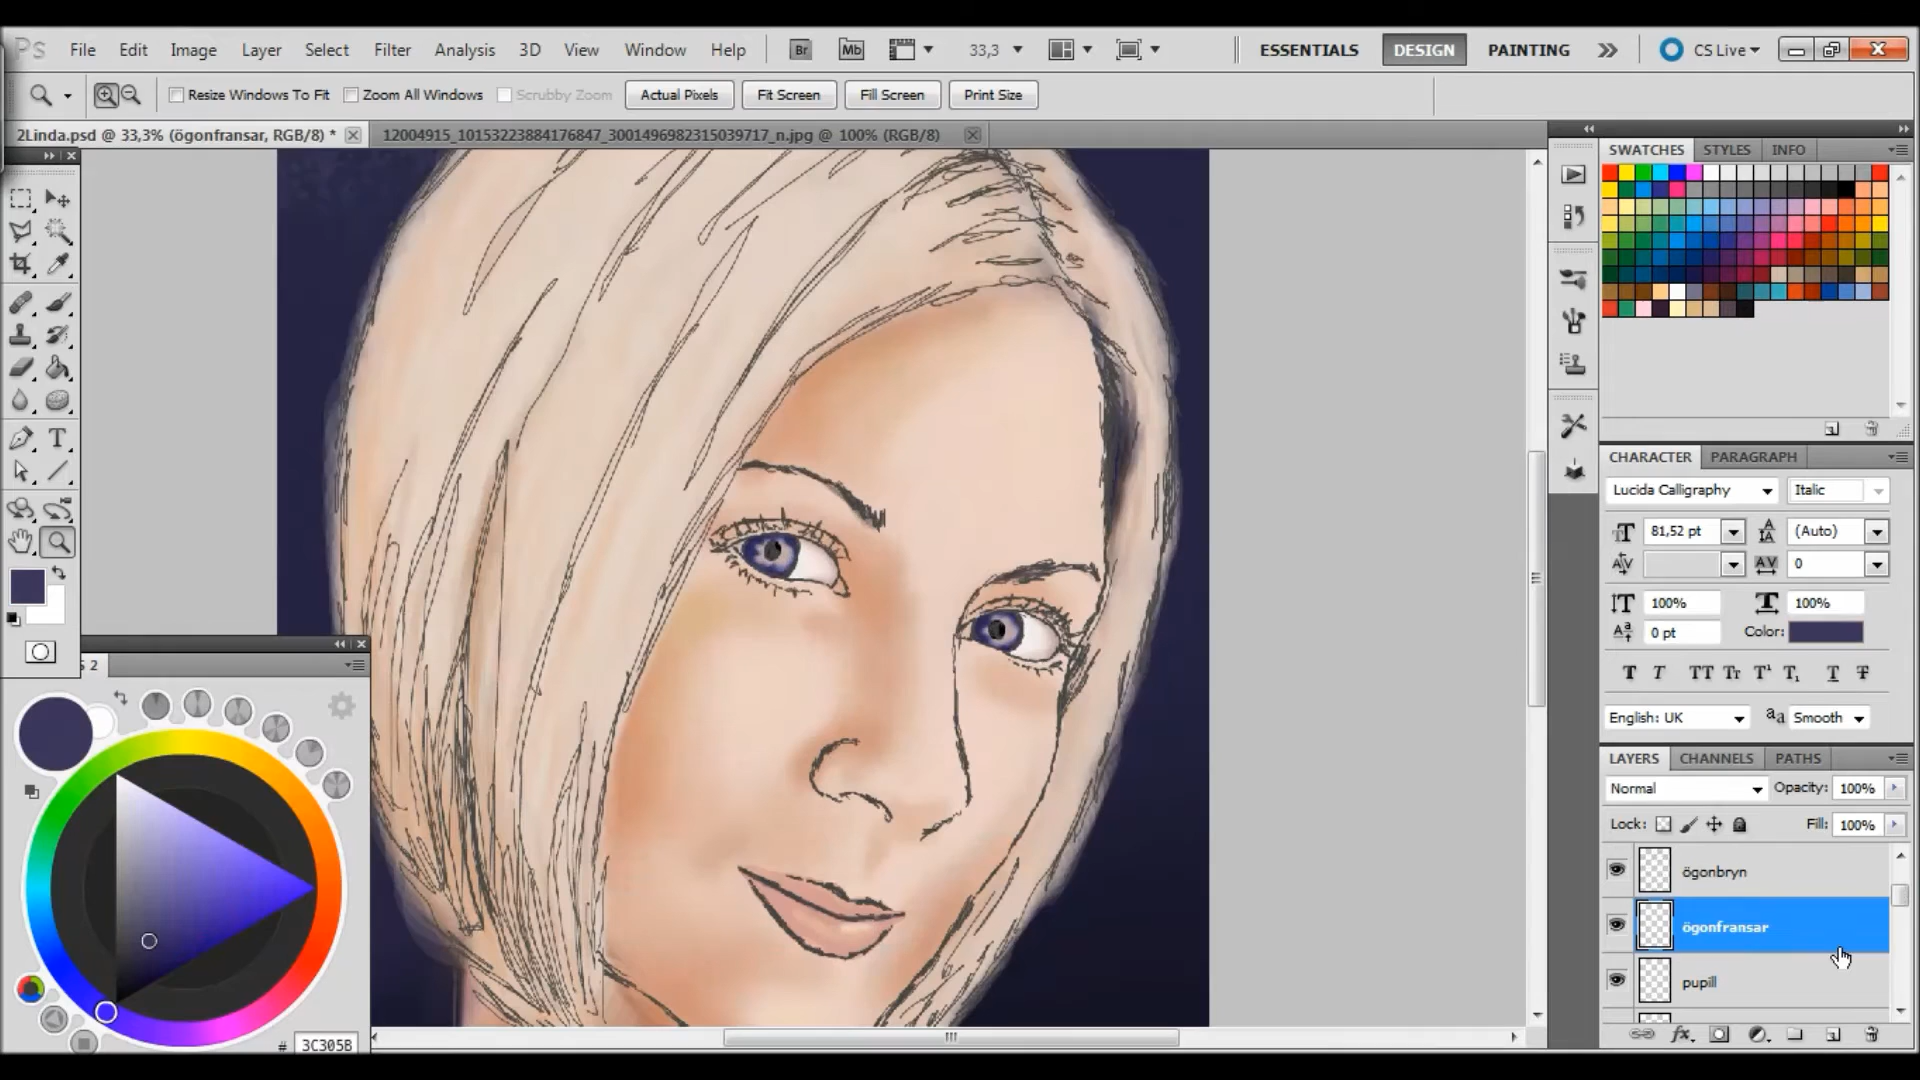 Ps File Edit Image Layer Select Filter Analysis 3D View Window Help Br Mb 33,3 ESSENTIALS DESIGN PAINTING CS Live
Resize Windows To Fit Zoom All Windows Scrubby Zoom Actual Pixels Fit Screen Fill Screen Print Size
2Linda.psd @ 33,3% (ögonfransar, RGB/8) * 12004915_10153223884176847_3001496982315039717_n.jpg @ 100% (RGB/8)
SWATCHES STYLES INFO
CHARACTER PARAGRAPH
Lucida Calligraphy Italic
81,52 pt (Auto)
0
100% 100%
0 pt Color:
English: UK aa Smooth
S 2
# 3C305B
LAYERS CHANNELS PATHS
Normal Opacity: 100%
Lock: Fill: 100%
ögonbryn
ögonfransar
pupill
fx